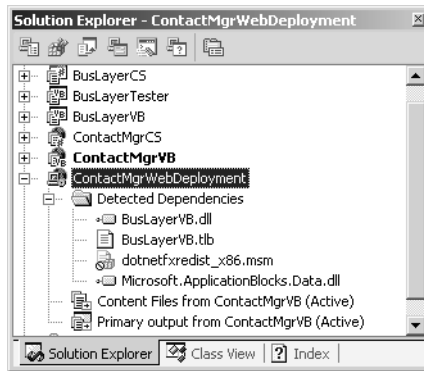 Solution Explorer - ContactMgrWebDeployment
BusLayerCS
BusLayerTester
BusLayerVB
ContactMgrCS
ContactMgrVB
ContactMgrWebDeployment
Detected Dependencies
BusLayerVB.dll
BusLayerVB.tlb
dotnetfxredist_x86.msm
Microsoft.ApplicationBlocks.Data.dll
Content Files from ContactMgrVB (Active)
Primary output from ContactMgrVB (Active)
Solution Explorer Class View Index